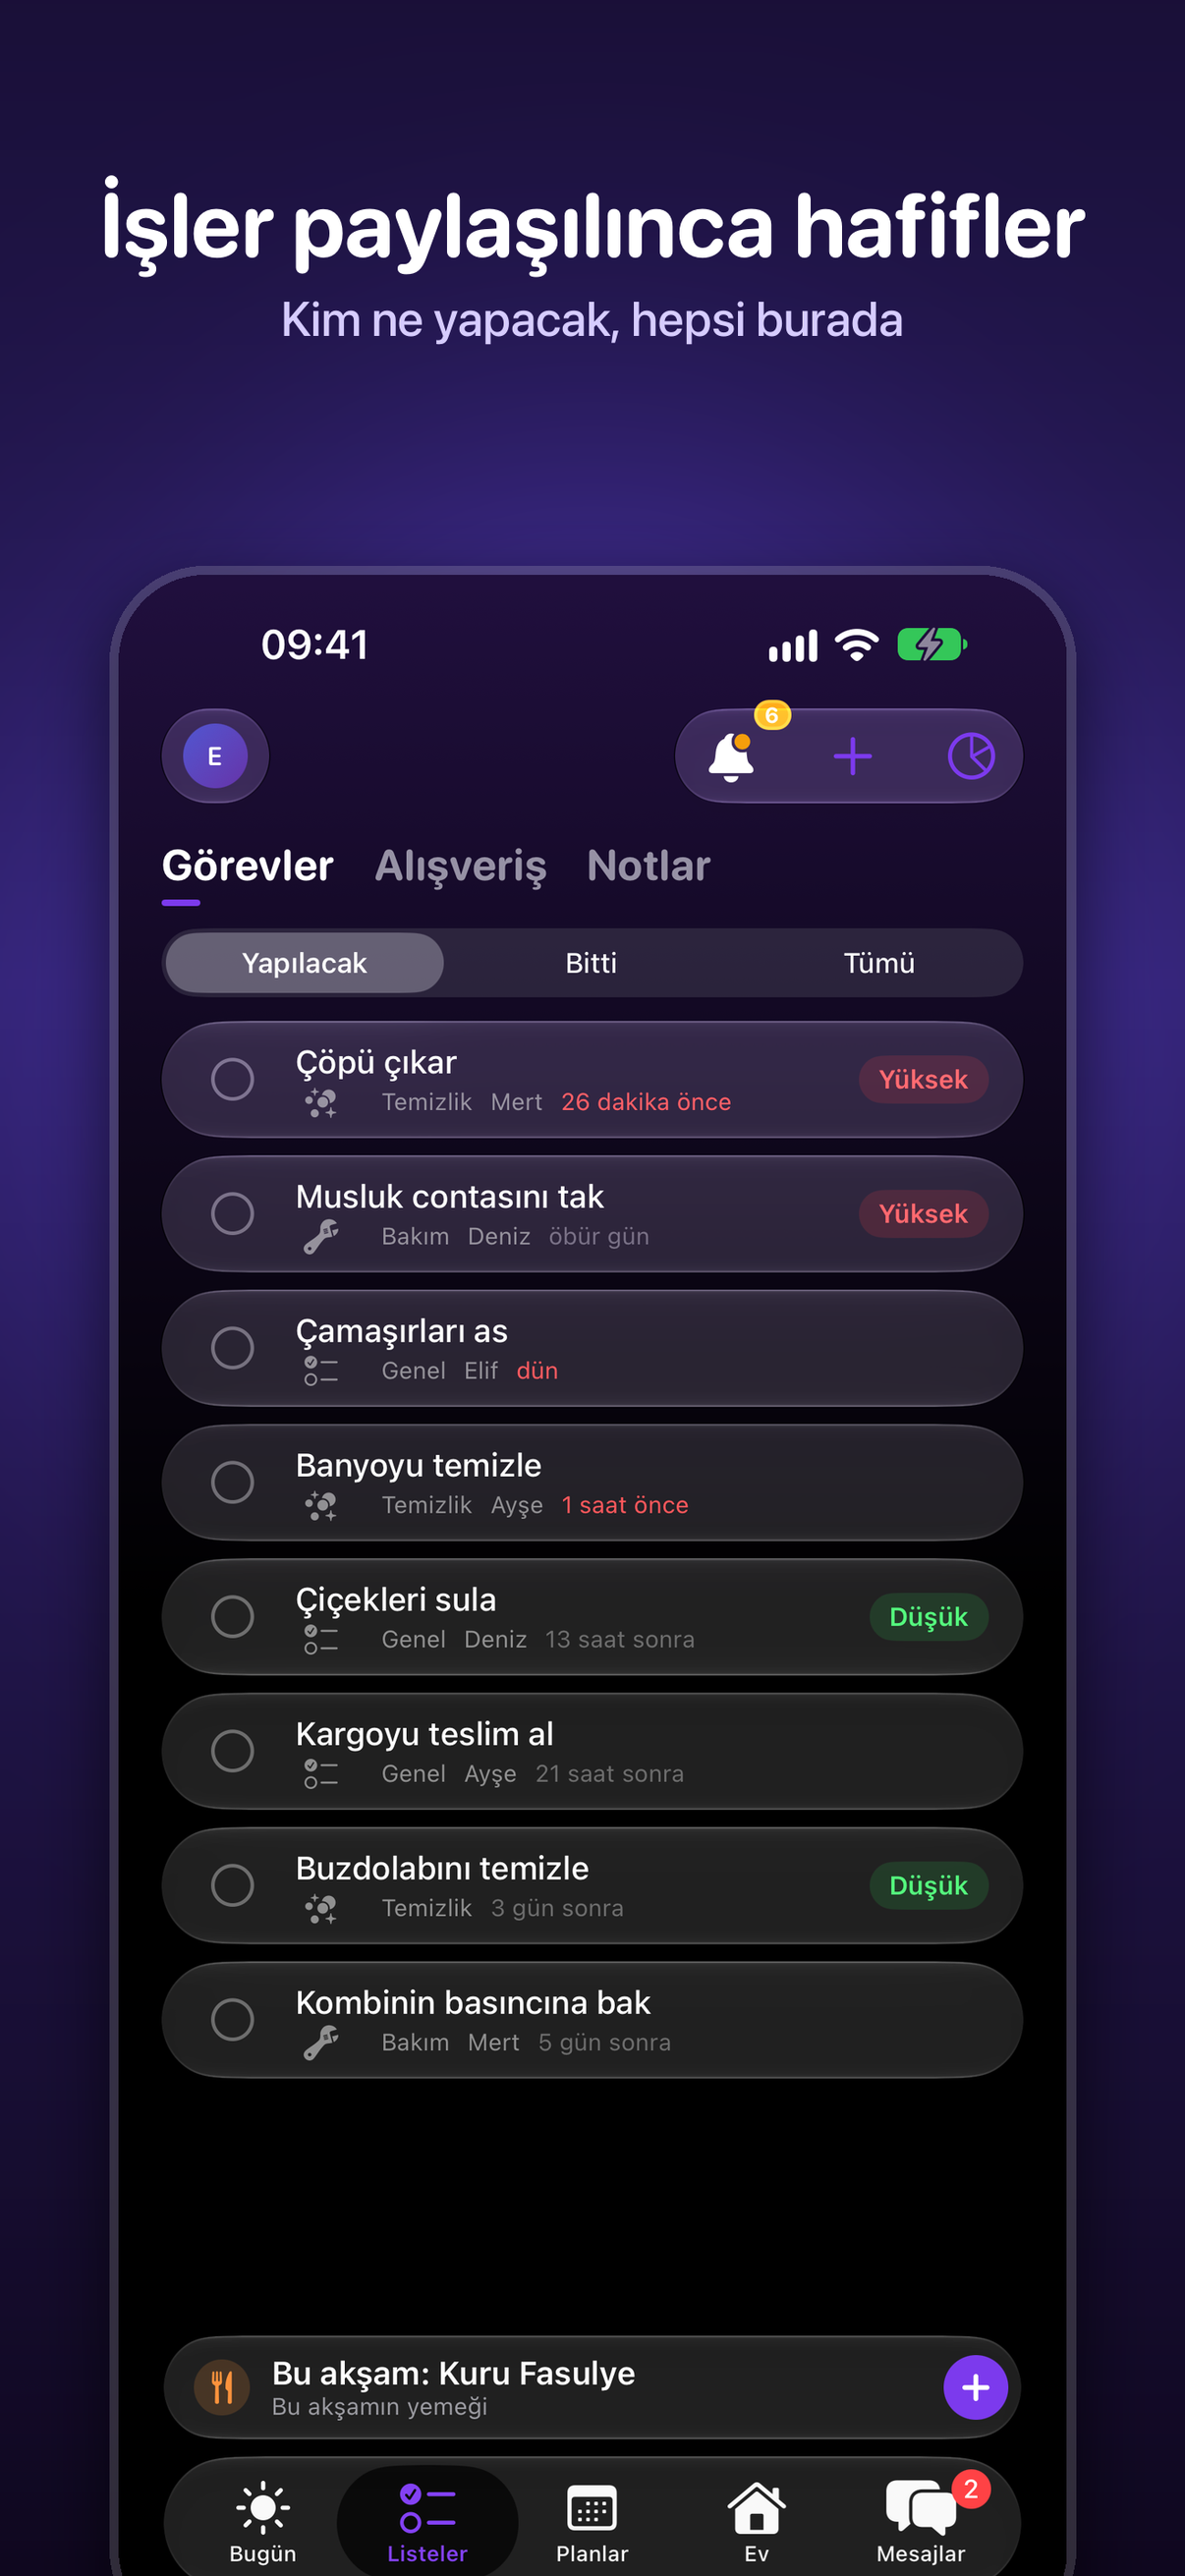 İşler paylaşılınca hafifler
Kim ne yapacak, hepsi burada
09:41
E
6
Görevler Alışveriş Notlar
Yapılacak Bitti Tümü
Çöpü çıkar
Temizlik Mert 26 dakika önce
Yüksek
Musluk contasını tak
Bakım Deniz öbür gün
Yüksek
Çamaşırları as
Genel Elif dün
Banyoyu temizle
Temizlik Ayşe 1 saat önce
Çiçekleri sula
Genel Deniz 13 saat sonra
Düşük
Kargoyu teslim al
Genel Ayşe 21 saat sonra
Buzdolabını temizle
Temizlik 3 gün sonra
Düşük
Kombinin basıncına bak
Bakım Mert 5 gün sonra
Bu akşam: Kuru Fasulye
Bu akşamın yemeği
2
Bugün Listeler Planlar Ev Mesajlar